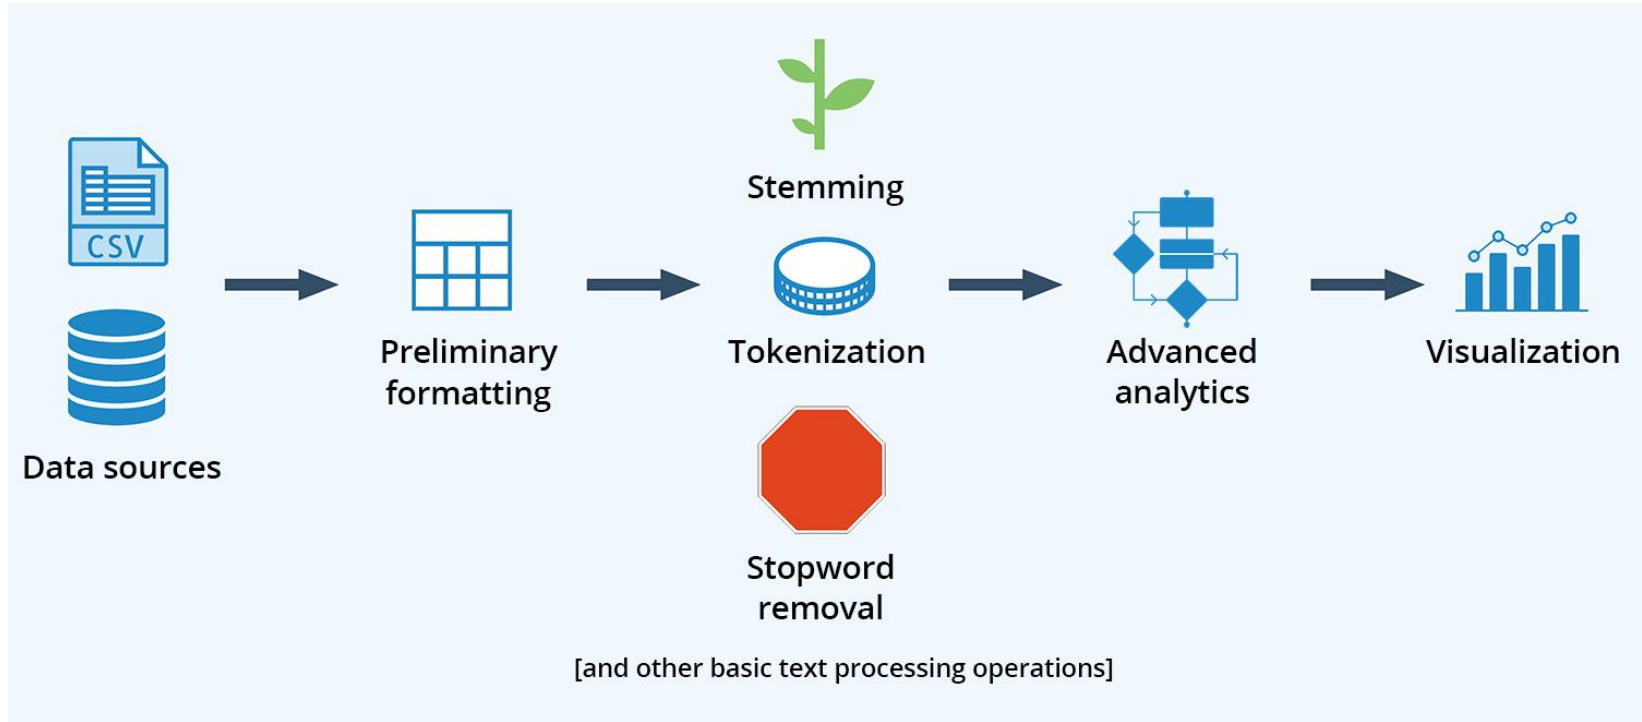 CSV
Data sources
Preliminary
formatting
Stemming
Tokenization
Stopword
removal
[and other basic text processing operations]
Advanced
analytics
Visualization